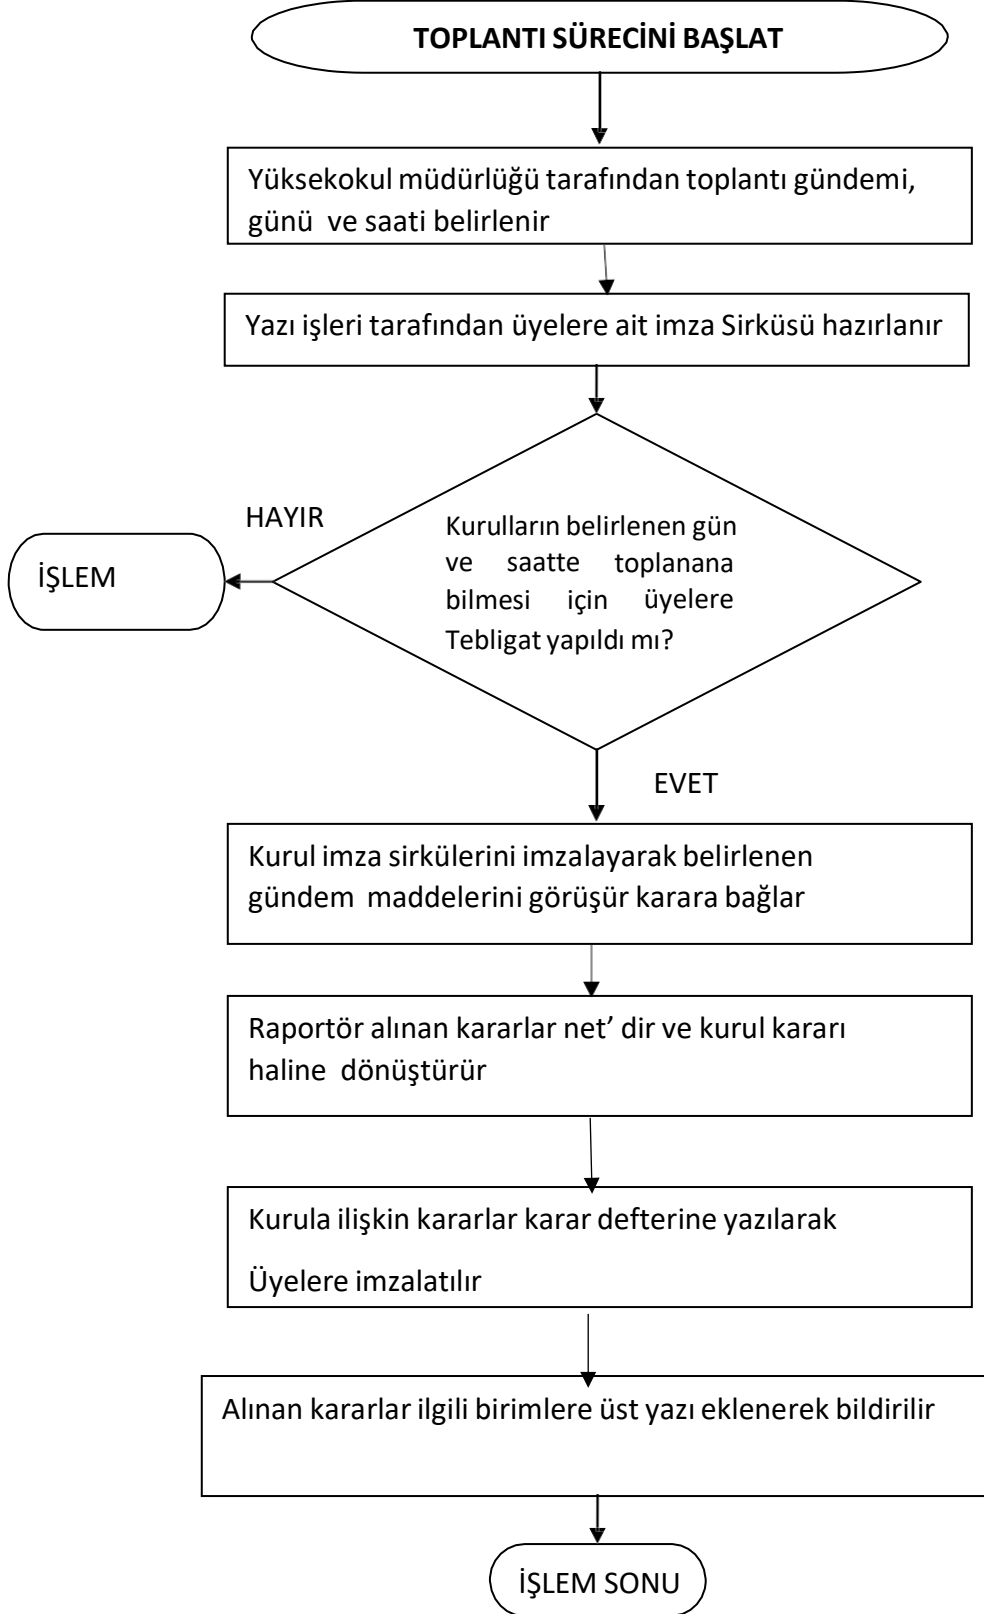 TOPLANTI SÜRECİNİ BAŞLAT
Yüksekokul müdürlüğü tarafından toplantı gündemi,
günü ve saati belirlenir
Yazı işleri tarafından üyelere ait imza Sirküsü hazırlanır
HAYIR
Kurulların belirlenen gün
ve saatte toplanana
bilmesi için üyelere
Tebligat yapıldı mı?
İŞLEM
EVET
Kurul imza sirkülerini imzalayarak belirlenen
gündem maddelerini görüşür karara bağlar
Raportör alınan kararlar net’ dir ve kurul kararı
haline dönüştürür
Kurula ilişkin kararlar karar defterine yazılarak
Üyelere imzalatılır
Alınan kararlar ilgili birimlere üst yazı eklenerek bildirilir
İŞLEM SONU